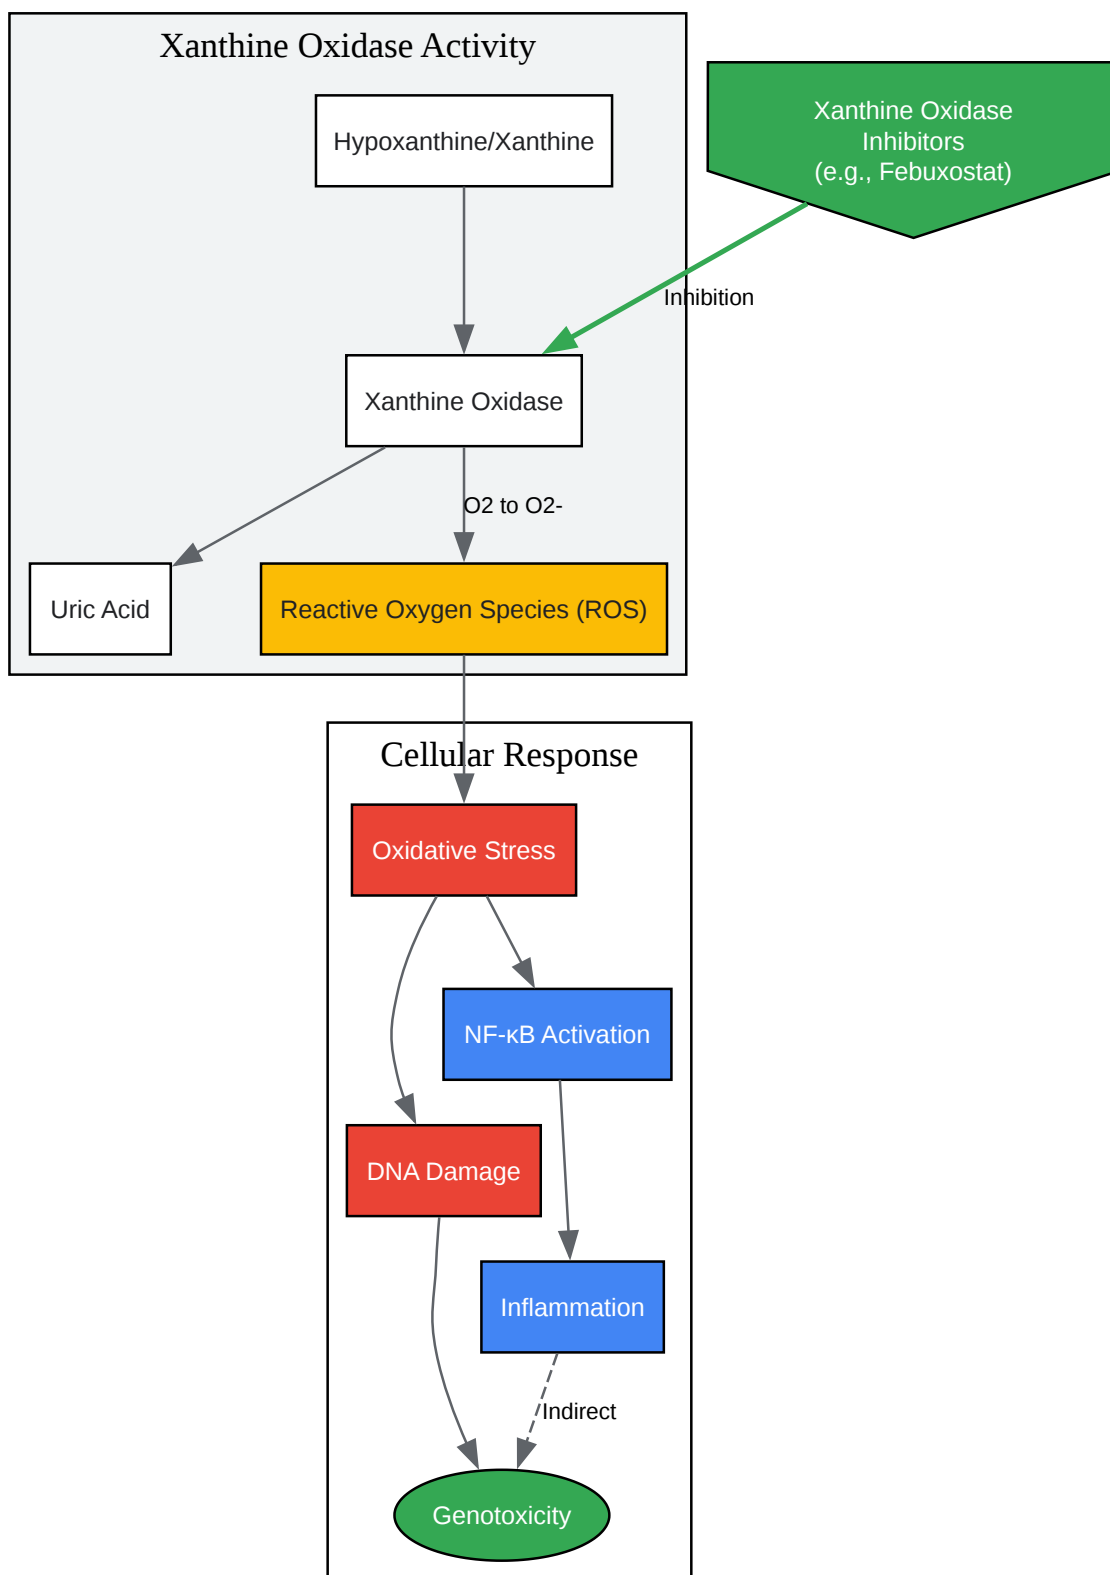 Xanthine Oxidase Activity
Hypoxanthine/Xanthine
Xanthine Oxidase
Inhibitors
(e.g., Febuxostat)
Inhibition
Xanthine Oxidase
O2 to O2-
Uric Acid
Reactive Oxygen Species (ROS)
Cellular Response
Oxidative Stress
NF-κB Activation
DNA Damage
Inflammation
Indirect
Genotoxicity